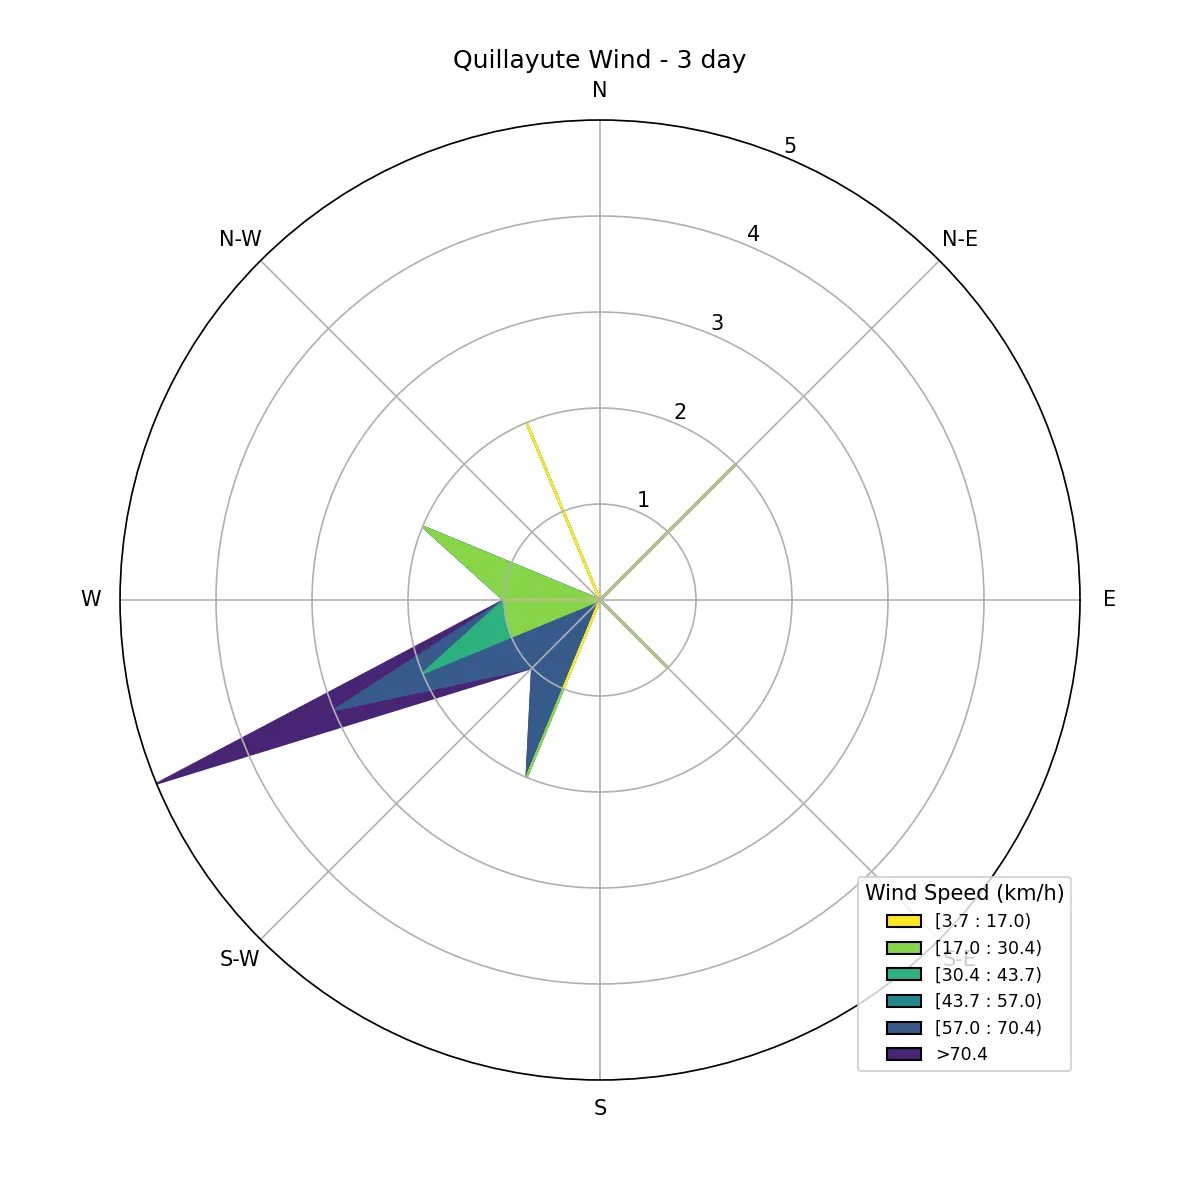 Quillayute Wind - 3 day
N
5
N-W
4
N-E
3
2
1
W
E
Wind Speed (km/h)
[3.7 : 17.0)
[17.0 : 30.4)
S-W
S-E
[30.4 : 43.7)
[43.7 : 57.0)
[57.0 : 70.4)
>70.4
S